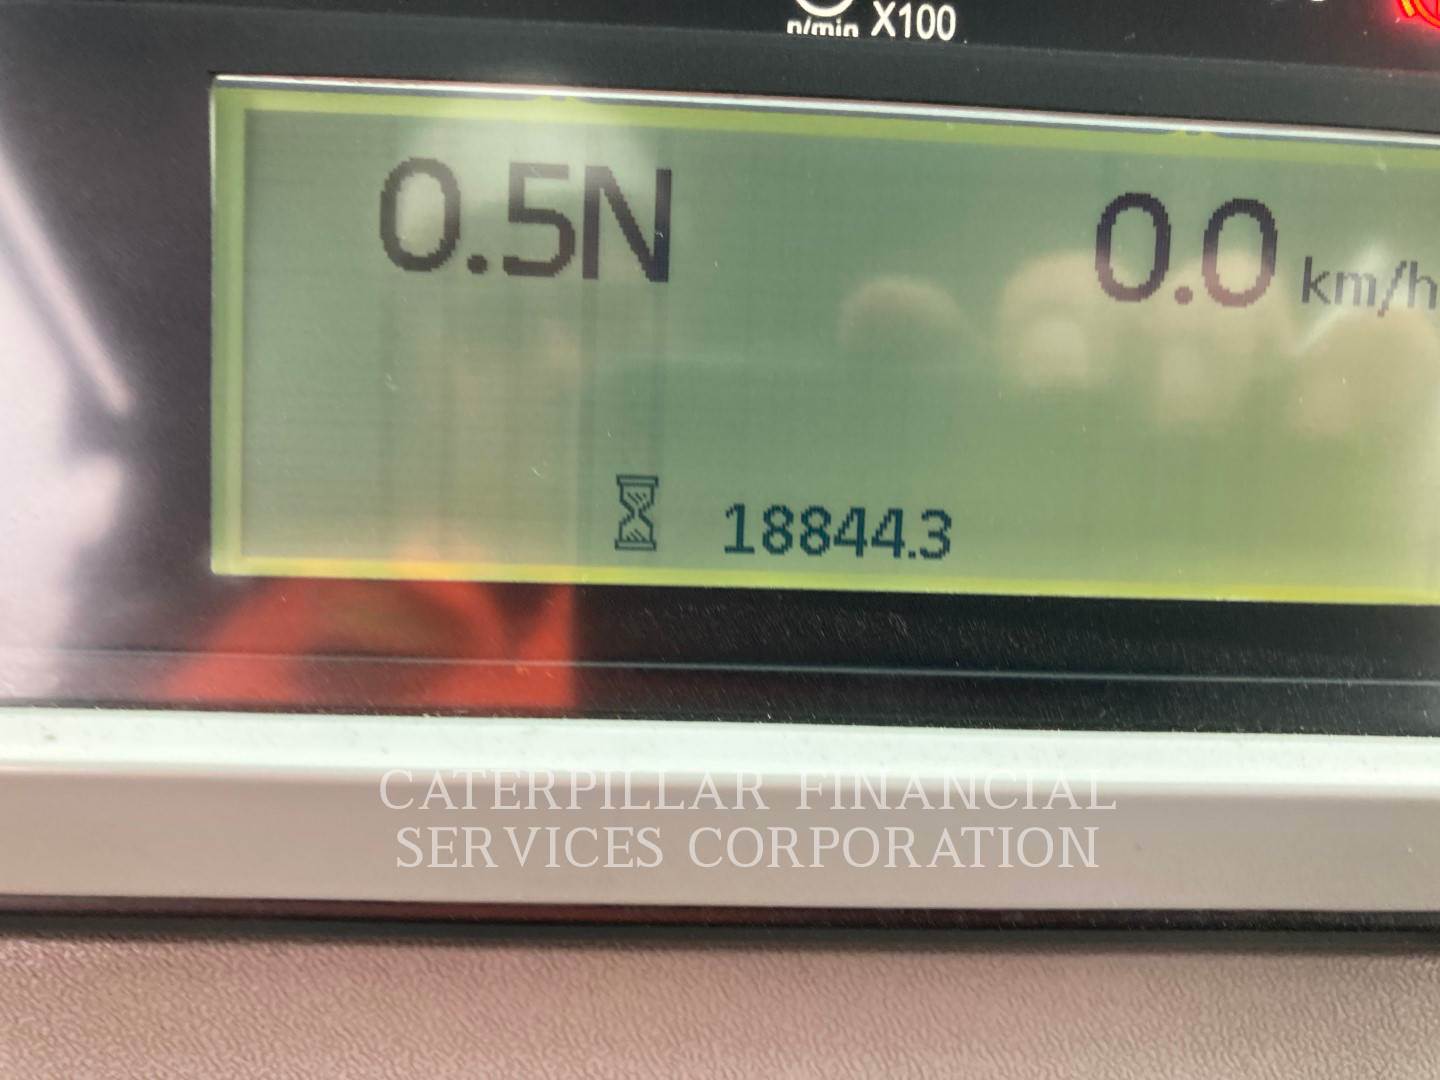 n/min X100
0.5N 0.0 km/h
18844.3
CATERPILLAR FINANCIAL
SERVICES CORPORATION